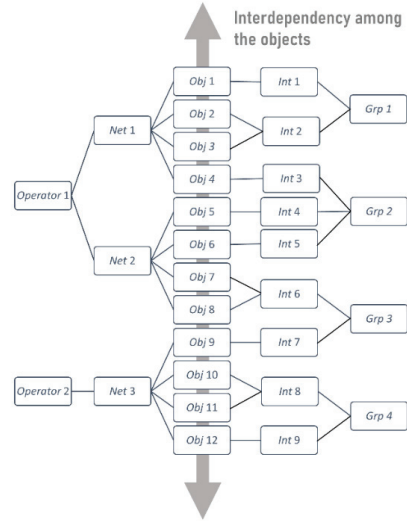 Interdependency among
the objects
Obj 1
Int 1
Grp 1
Obj 2
Net 1
Int 2
Obj 3
Obj 4
Int 3
Operator 1
Obj 5
Int 4
Grp 2
Obj 6
Int 5
Net 2
Obj 7
Int 6
Obj 8
Grp 3
Obj 9
Int 7
Obj 10
Operator 2
Net 3
Int 8
Obj 11
Grp 4
Obj 12
Int 9